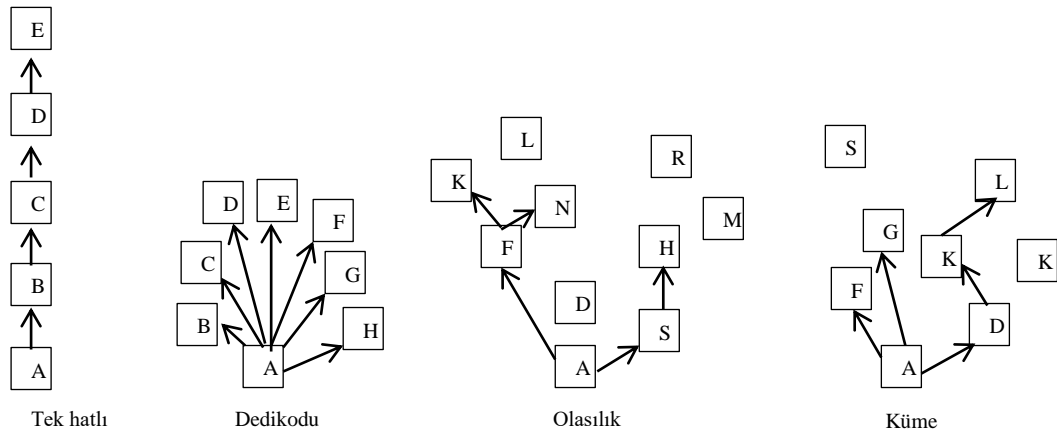 E
D
C
B
A
Tek hatlı
D
E
F
C
G
B
H
A
Dedikodu
L
R
K
N
M
F
H
D
S
A
Olasılık
S
L
G
K
K
F
D
A
Küme